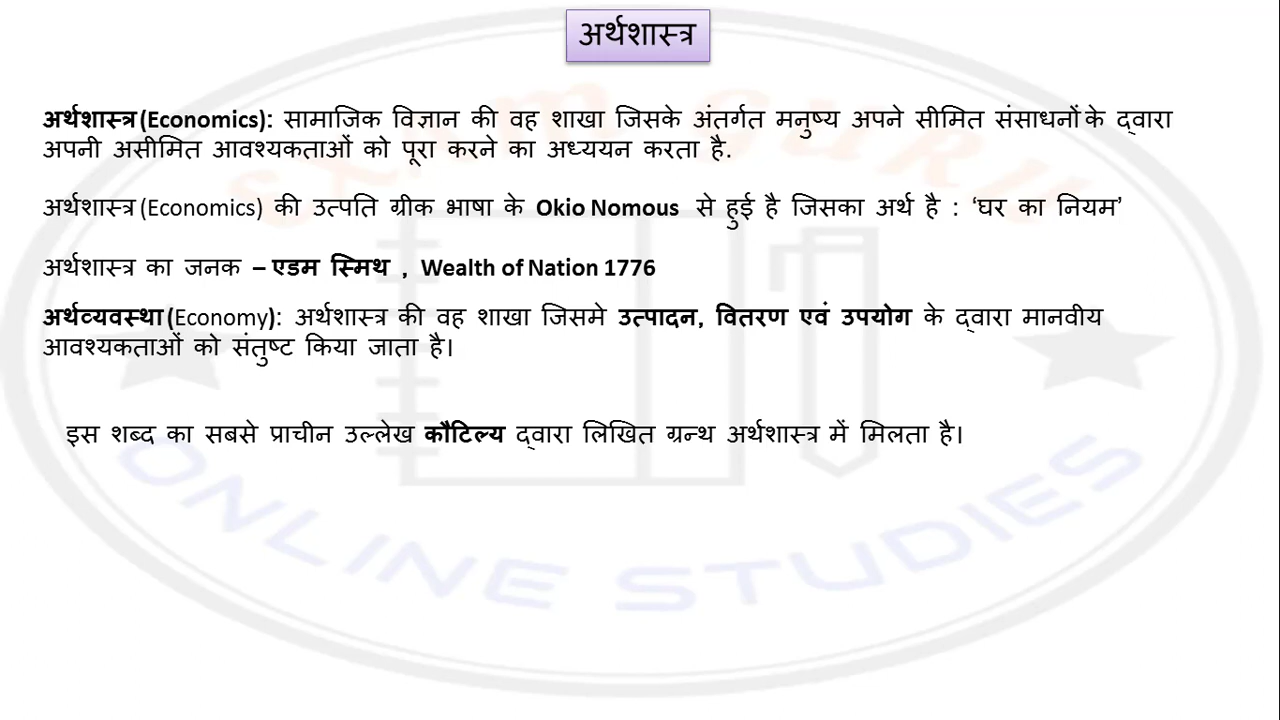 अर्थशास्त्र
अर्थशास्त्र (Economics): सामाजिक विज्ञान की वह शाखा जिसके अंतर्गत मनुष्य अपने सीमित संसाधनों के द्वारा
अपनी असीमित आवश्यकताओं को पूरा करने का अध्ययन करता है.
अर्थशास्त्र (Economics) की उत्पति ग्रीक भाषा के Okio Nomous से हुई है जिसका अर्थ है : ‘घर का नियम’
अर्थशास्त्र का जनक – एडम स्मिथ , Wealth of Nation 1776
अर्थव्यवस्था (Economy): अर्थशास्त्र की वह शाखा जिसमे उत्पादन, वितरण एवं उपयोग के द्वारा मानवीय
आवश्यकताओं को संतुष्ट किया जाता है।
इस शब्द का सबसे प्राचीन उल्लेख कौटिल्य द्वारा लिखित ग्रन्थ अर्थशास्त्र में मिलता है।
exam guru
ONLINE STUDIES